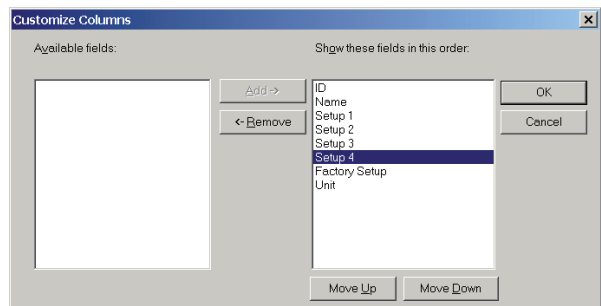 Customize Columns
Available fields:
Show these fields in this order:
Add ->
<- Remove
ID
Name
Setup 1
Setup 2
Setup 3
Setup 4
Factory Setup
Unit
OK
Cancel
Move Up
Move Down